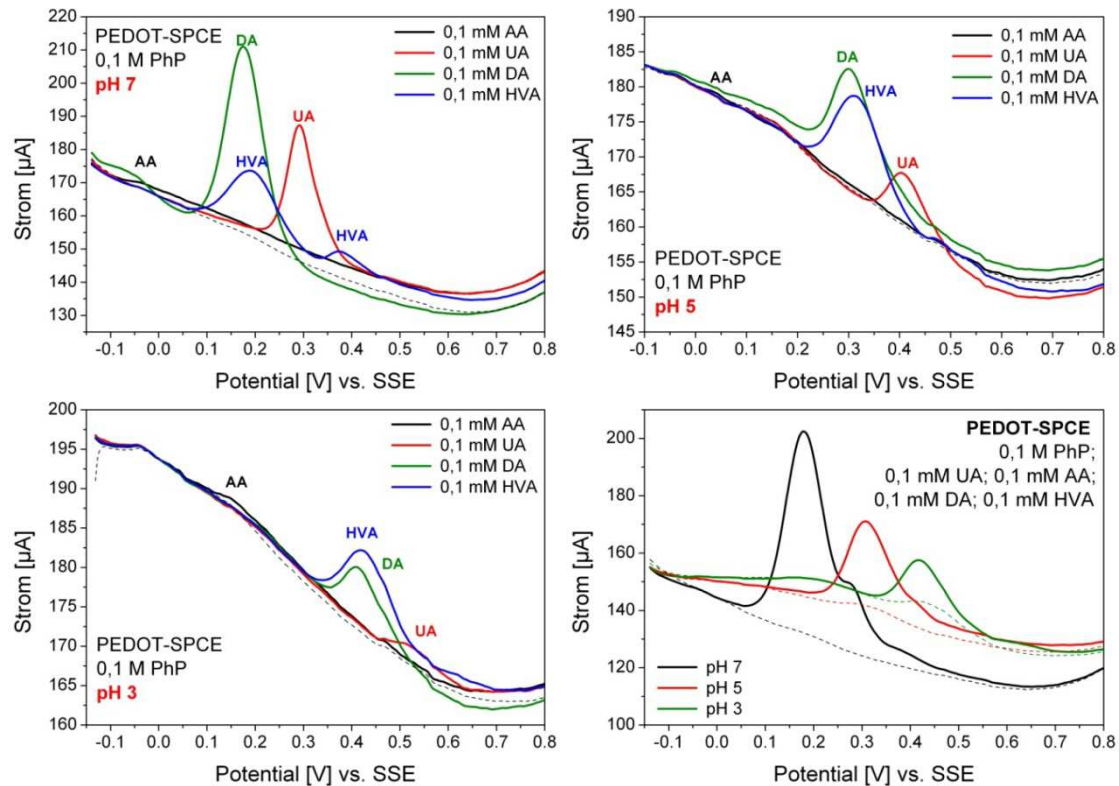 PEDOT-SPCE
0,1 M PhP
pH 7
0,1 mM AA
0,1 mM UA
0,1 mM DA
0,1 mM HVA
DA
AA
HVA
UA
HVA
220
210
200
190
180
170
160
150
140
130
Strom [µA]
-0.1 0.0 0.1 0.2 0.3 0.4 0.5 0.6 0.7 0.8
Potential [V] vs. SSE
0,1 mM AA
0,1 mM UA
0,1 mM DA
0,1 mM HVA
AA
DA
HVA
UA
PEDOT-SPCE
0,1 M PhP
pH 5
190
185
180
175
170
165
160
155
150
145
Strom [µA]
-0.1 0.0 0.1 0.2 0.3 0.4 0.5 0.6 0.7 0.8
Potential [V] vs. SSE
0,1 mM AA
0,1 mM UA
0,1 mM DA
0,1 mM HVA
AA
HVA
DA
UA
PEDOT-SPCE
0,1 M PhP
pH 3
200
195
190
185
180
175
170
165
160
Strom [µA]
-0.1 0.0 0.1 0.2 0.3 0.4 0.5 0.6 0.7 0.8
Potential [V] vs. SSE
PEDOT-SPCE
0,1 M PhP;
0,1 mM UA; 0,1 mM AA;
0,1 mM DA; 0,1 mM HVA
pH 7
pH 5
pH 3
200
180
160
140
120
100
Strom [µA]
-0.1 0.0 0.1 0.2 0.3 0.4 0.5 0.6 0.7 0.8
Potential [V] vs. SSE